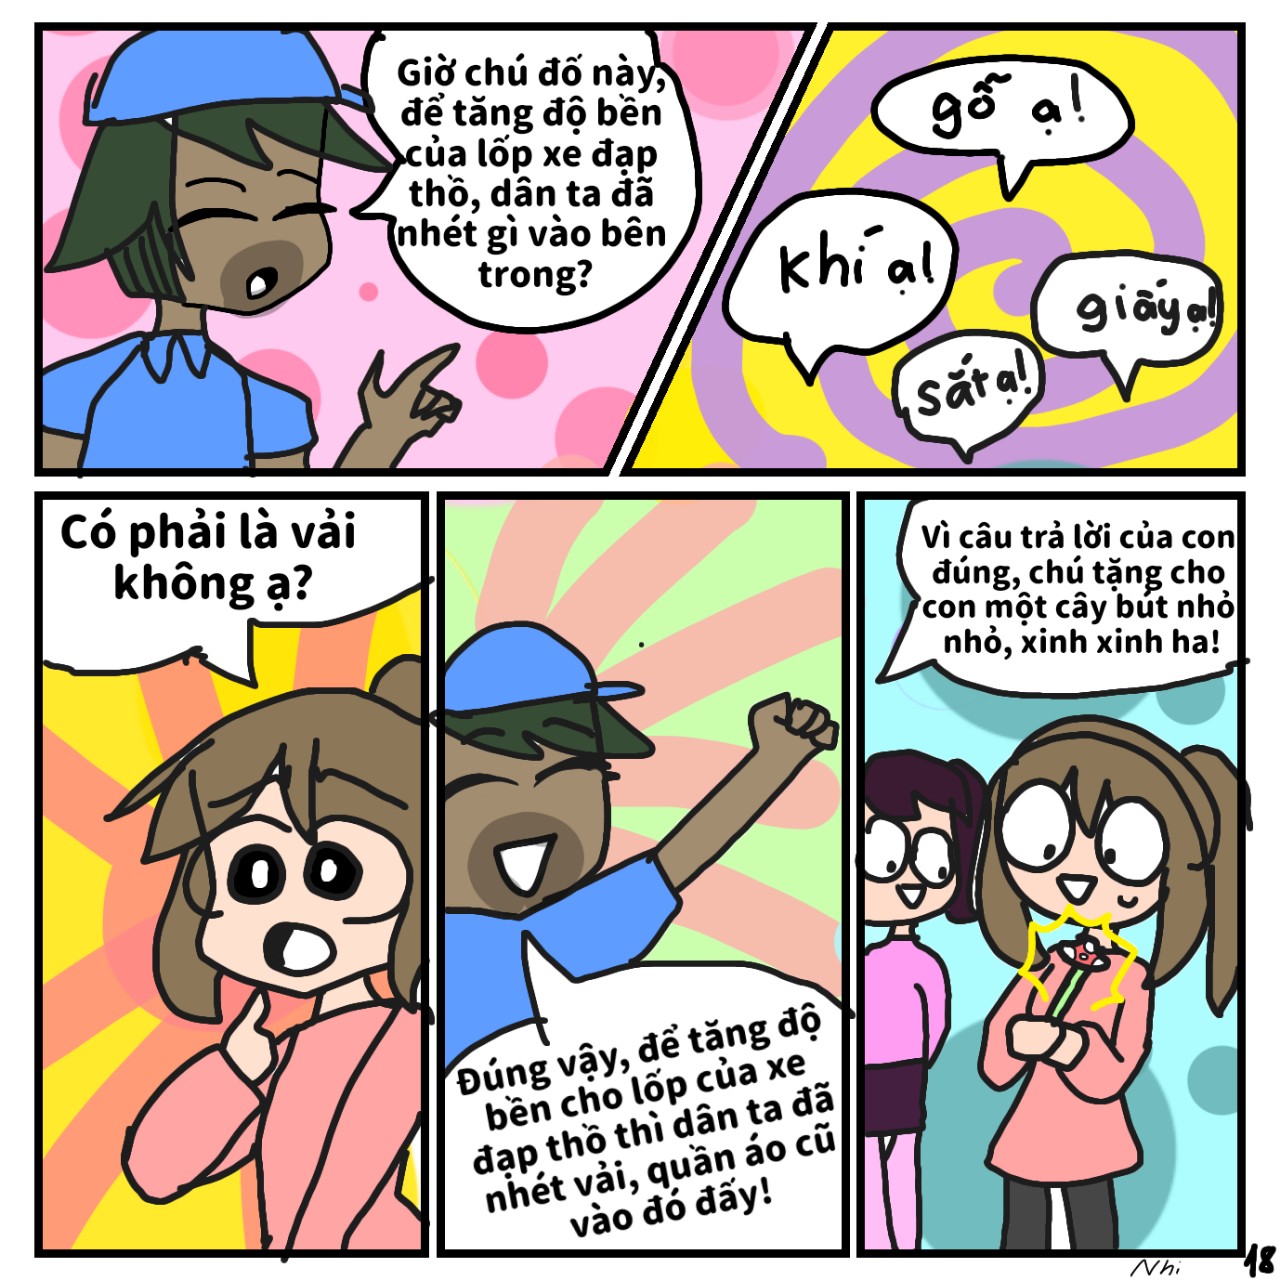 Giờ chú đố này,
để tăng độ bền
của lốp xe đạp
thồ, dân ta đã
nhét gì vào bên
trong?
gỗ ạ!
khí ạ!
giấy ạ!
sắt ạ!
Có phải là vải
không ạ?
Đúng vậy, để tăng độ
bền cho lốp của xe
đạp thồ thì dân ta đã
nhét vải, quần áo cũ
vào đó đấy!
Vì câu trả lời của con
đúng, chú tặng cho
con một cây bút nhỏ
nhỏ, xinh xinh ha!
Nhi
18